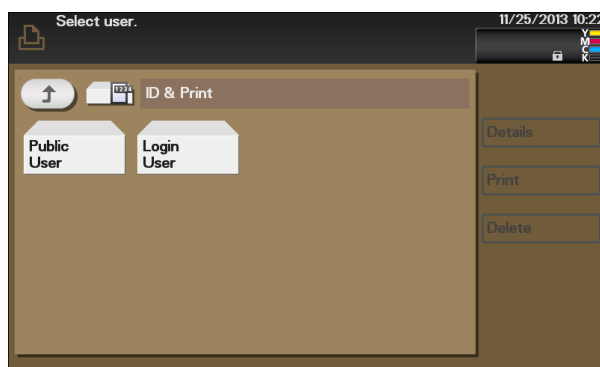 Select user.
11/25/2013 10:22
Y
M
C
K
1234
ID & Print
Public
User
Login
User
Details
Print
Delete